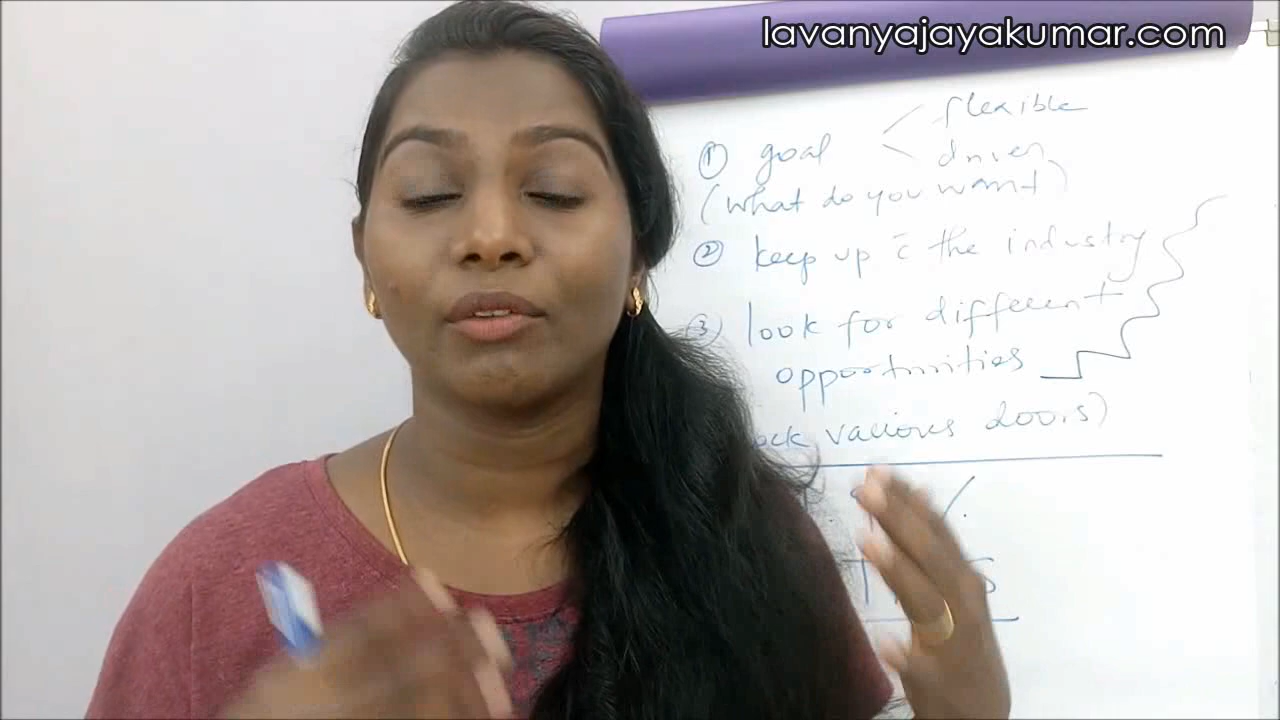 lavanyajayakumar.com
① goal flexible
driven
(what do you want)
② keep up c̄ the industry
③ look for different
opportunities
various doors)
%